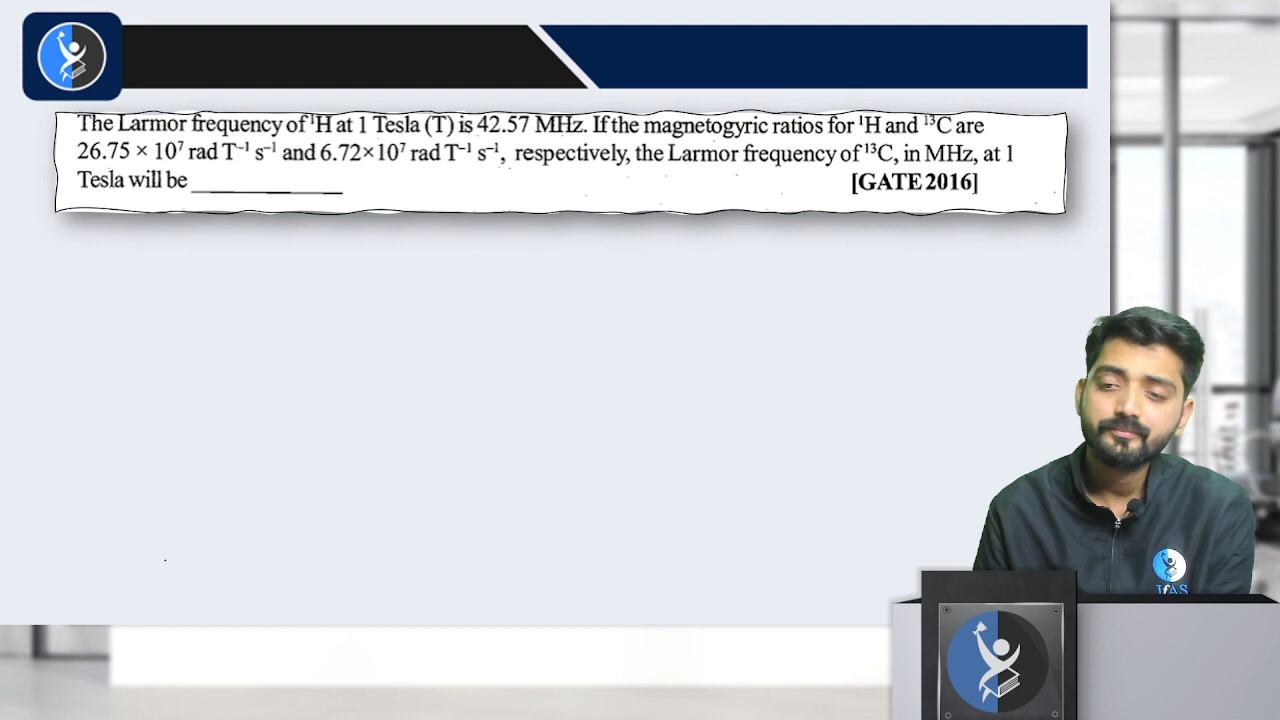 The Larmor frequency of ¹H at 1 Tesla (T) is 42.57 MHz. If the magnetogyric ratios for ¹H and ¹³C are
26.75 × 10⁷ rad T⁻¹ s⁻¹ and 6.72×10⁷ rad T⁻¹ s⁻¹, respectively, the Larmor frequency of ¹³C, in MHz, at 1
Tesla will be ______________ [GATE 2016]
IfAS